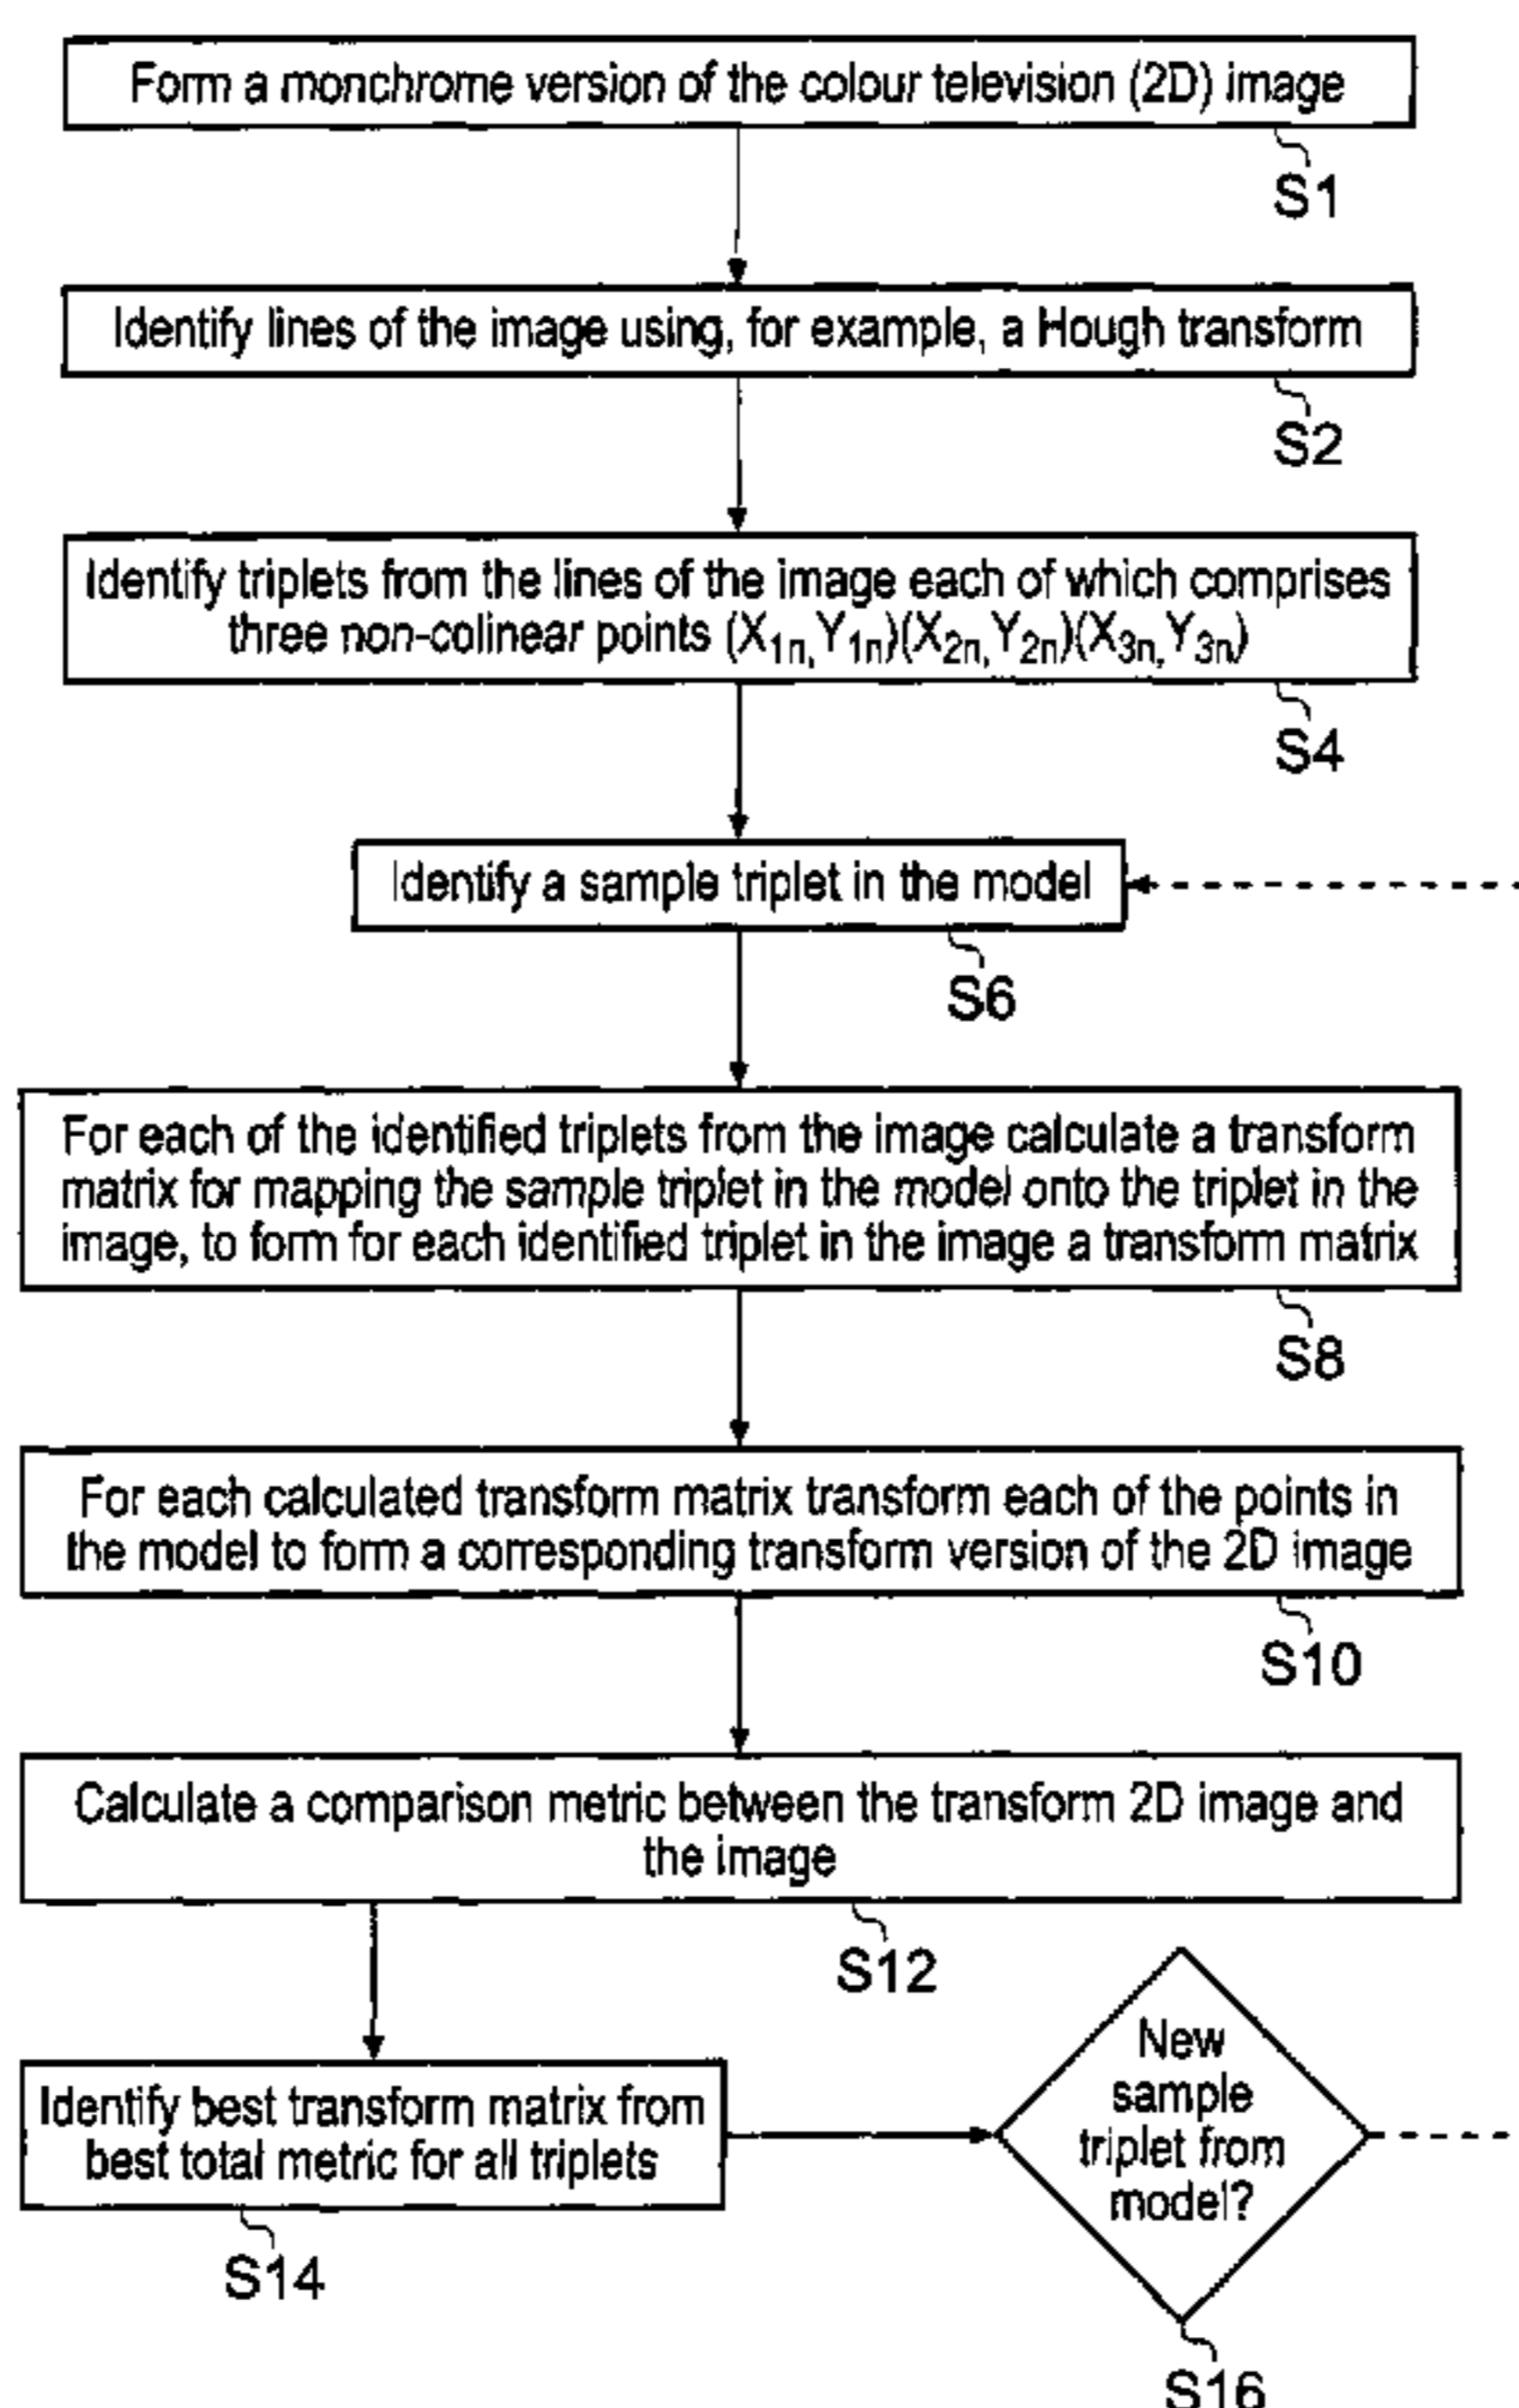 Form a monochrome version of the colour television (2D) image
S1
Identify lines of the image using, for example, a Hough transform
S2
Identify triplets from the lines of the image each of which comprises
three non-colinear points (X1n,Y1n)(X2n,Y2n)(X3n,Y3n)
S4
Identify a sample triplet in the model
S6
For each of the identified triplets from the image calculate a transform
matrix for mapping the sample triplet in the model onto the triplet in the
image, to form for each identified triplet in the image a transform matrix
S8
For each calculated transform matrix transform each of the points in
the model to form a corresponding transform version of the 2D image
S10
Calculate a comparison metric between the transform 2D image and
the image
S12
Identify best transform matrix from
best total metric for all triplets
S14
New
sample
triplet from
model?
S16